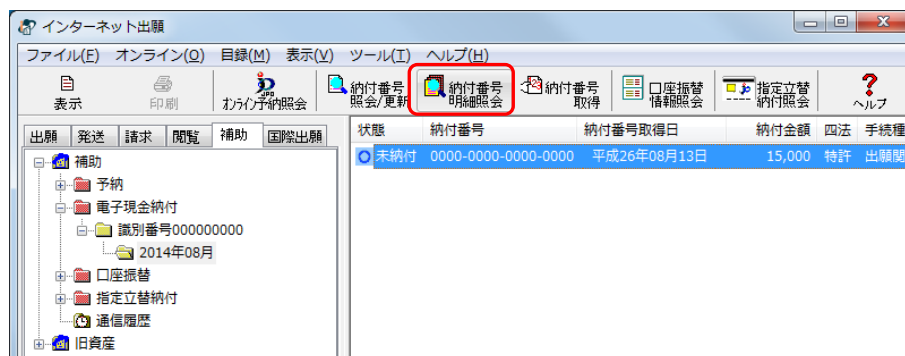 インターネット出願
ファイル(F) オンライン(O) 目録(M) 表示(V) ツール(T) ヘルプ(H)
表示
印刷
JPO
オンライン予納照会
納付番号
照会/更新
納付番号
明細照会
納付番号
取得
口座振替
情報照会
指定立替
納付照会
ヘルプ
出願 発送 請求 閲覧 補助 国際出願
状態 納付番号 納付番号取得日 納付金額 四法 手続種
未納付 0000-0000-0000-0000 平成26年08月13日 15,000 特許 出願関
補助
予納
電子現金納付
識別番号000000000
2014年08月
口座振替
指定立替納付
通信履歴
旧資産